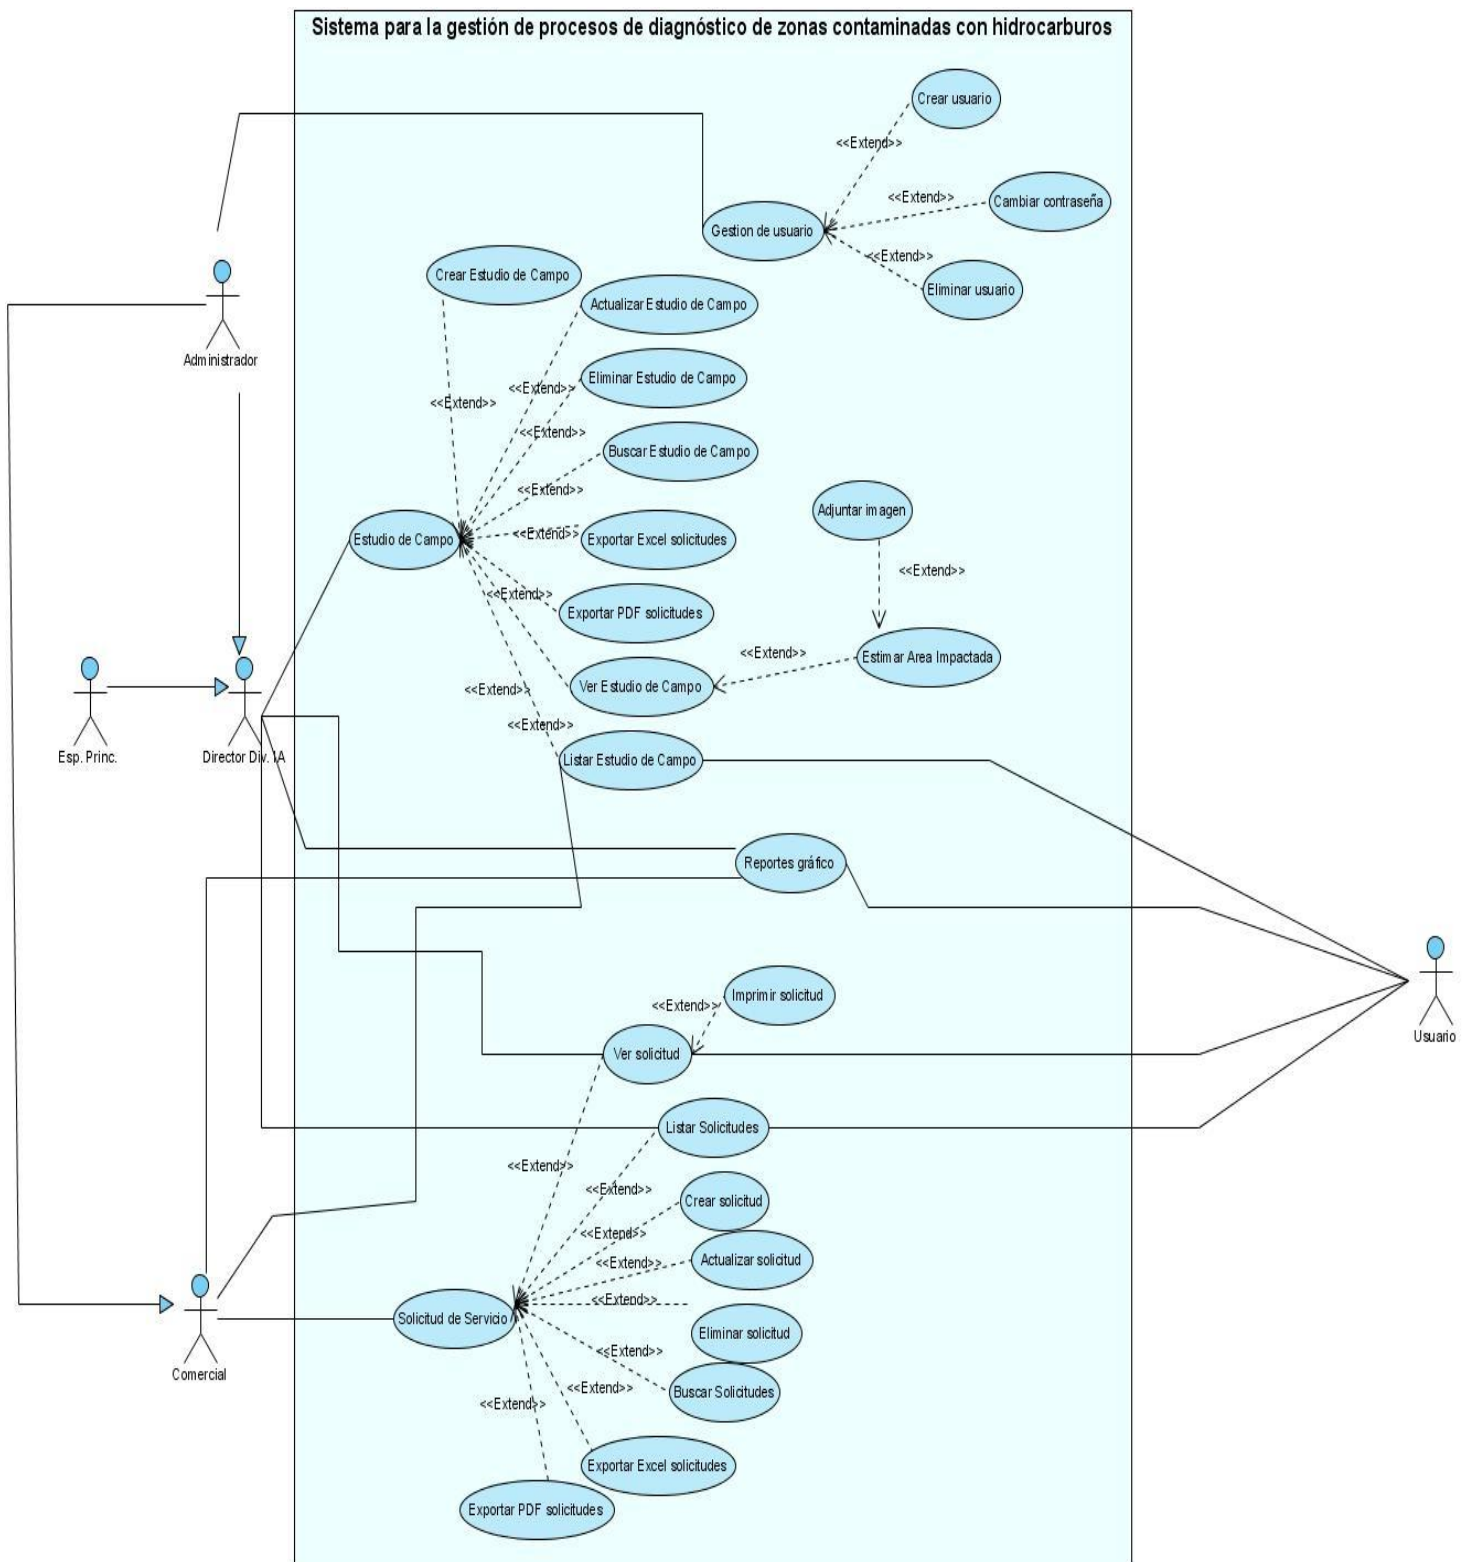 Sistema para la gestión de procesos de diagnóstico de zonas contaminadas con hidrocarburos
Crear usuario
<<Extend>>
<<Extend>>
Cambiar contraseña
Gestion de usuario
<<Extend>>
Eliminar usuario
Crear Estudio de Campo
Actualizar Estudio de Campo
Administrador
Eliminar Estudio de Campo
<<Extend>>
<<Extend>>
<<Extend>>
Buscar Estudio de Campo
<<Extend>>
Adjuntar imagen
Estudio de Campo
<<Extend>>
Exportar Excel solicitudes
<<Extend>>
<<Extend>>
Exportar PDF solicitudes
<<Extend>>
Estimar Area Impactada
<<Extend>>
Ver Estudio de Campo
<<Extend>>
Esp. Princ.
Director Div. IA
Listar Estudio de Campo
Reportes gráfico
Imprimir solicitud
<<Extend>>
Usuario
Ver solicitud
Listar Solicitudes
<<Extend>>
<<Extend>>
Crear solicitud
<<Extend>>
<<Extend>>
Actualizar solicitud
<<Extend>>
Solicitud de Servicio
Eliminar solicitud
<<Extend>>
Comercial
<<Extend>>
Buscar Solicitudes
<<Extend>>
Exportar Excel solicitudes
Exportar PDF solicitudes